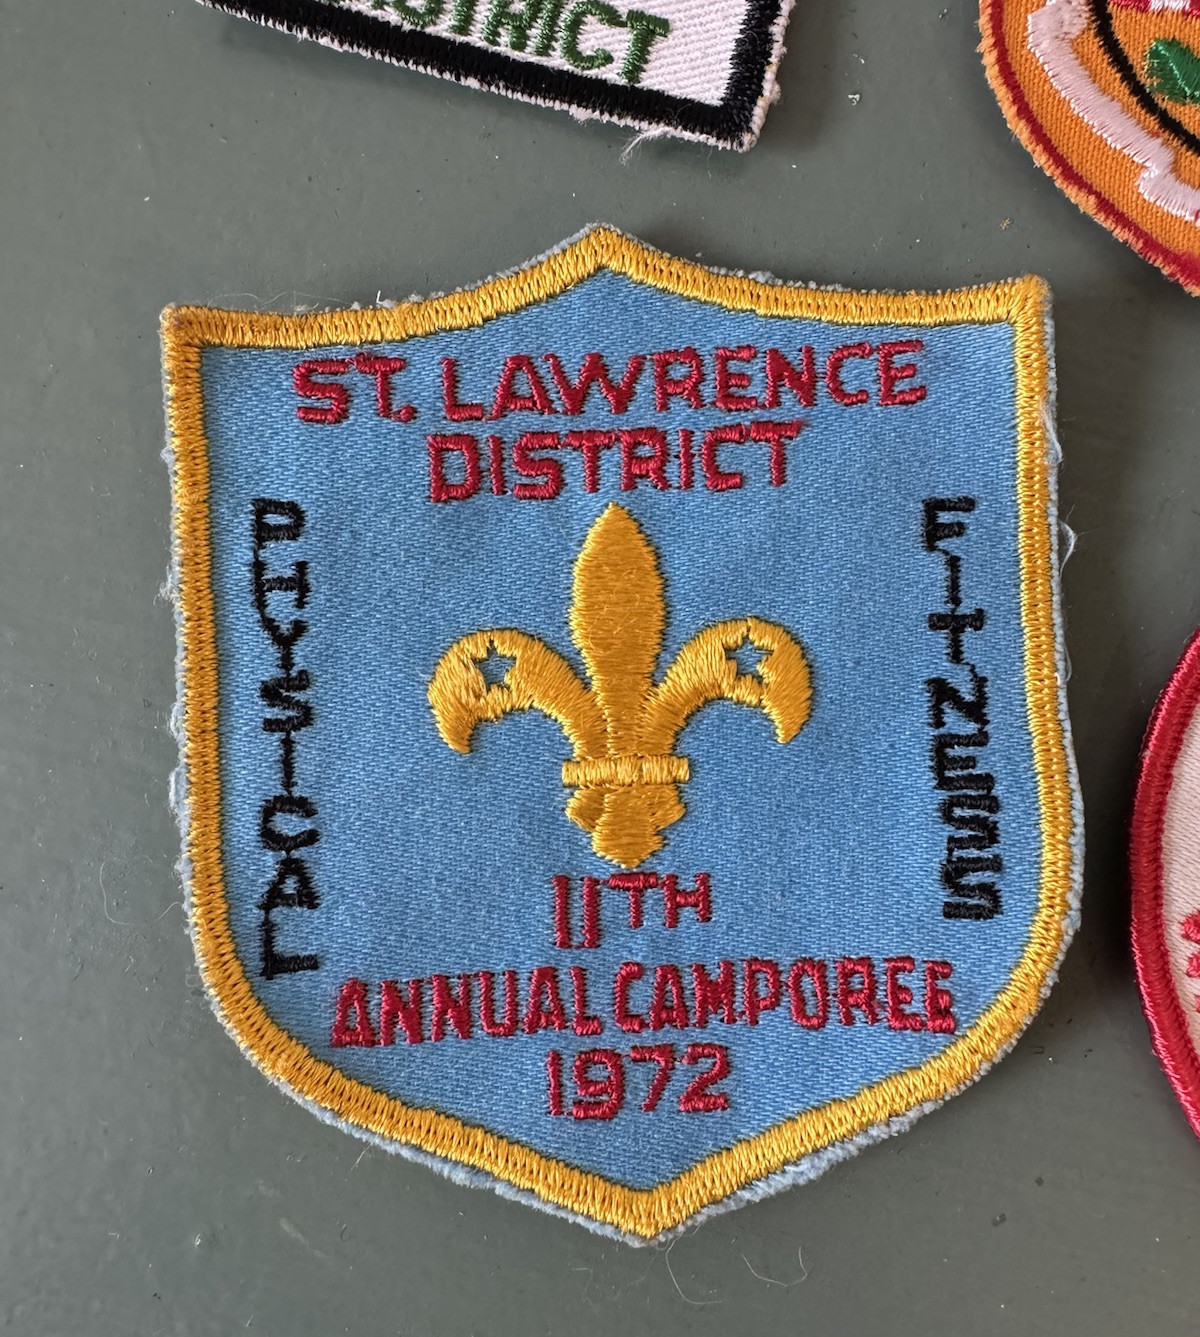 DISTRICT
ST. LAWRENCE
DISTRICT
PHYSICAL
FITNESS
11TH
ANNUAL CAMPOREE
1972